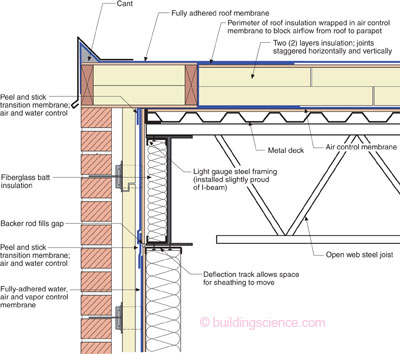 Cant
Fully adhered roof membrane
Perimeter of roof insulation wrapped in air control
membrane to block airflow from roof to parapet
Two (2) layers insulation; joints
staggered horizontally and vertically
Peel and stick
transition membrane;
air and water control
Metal deck
Air control membrane
Fiberglass batt
insulation
Light gauge steel framing
(installed slightly proud
of I-beam)
Backer rod fills gap
Peel and stick
transition membrane;
air and water control
Open web steel joist
Deflection track allows space
for sheathing to move
Fully-adhered water,
air and vapor control
membrane
© buildingscience.com